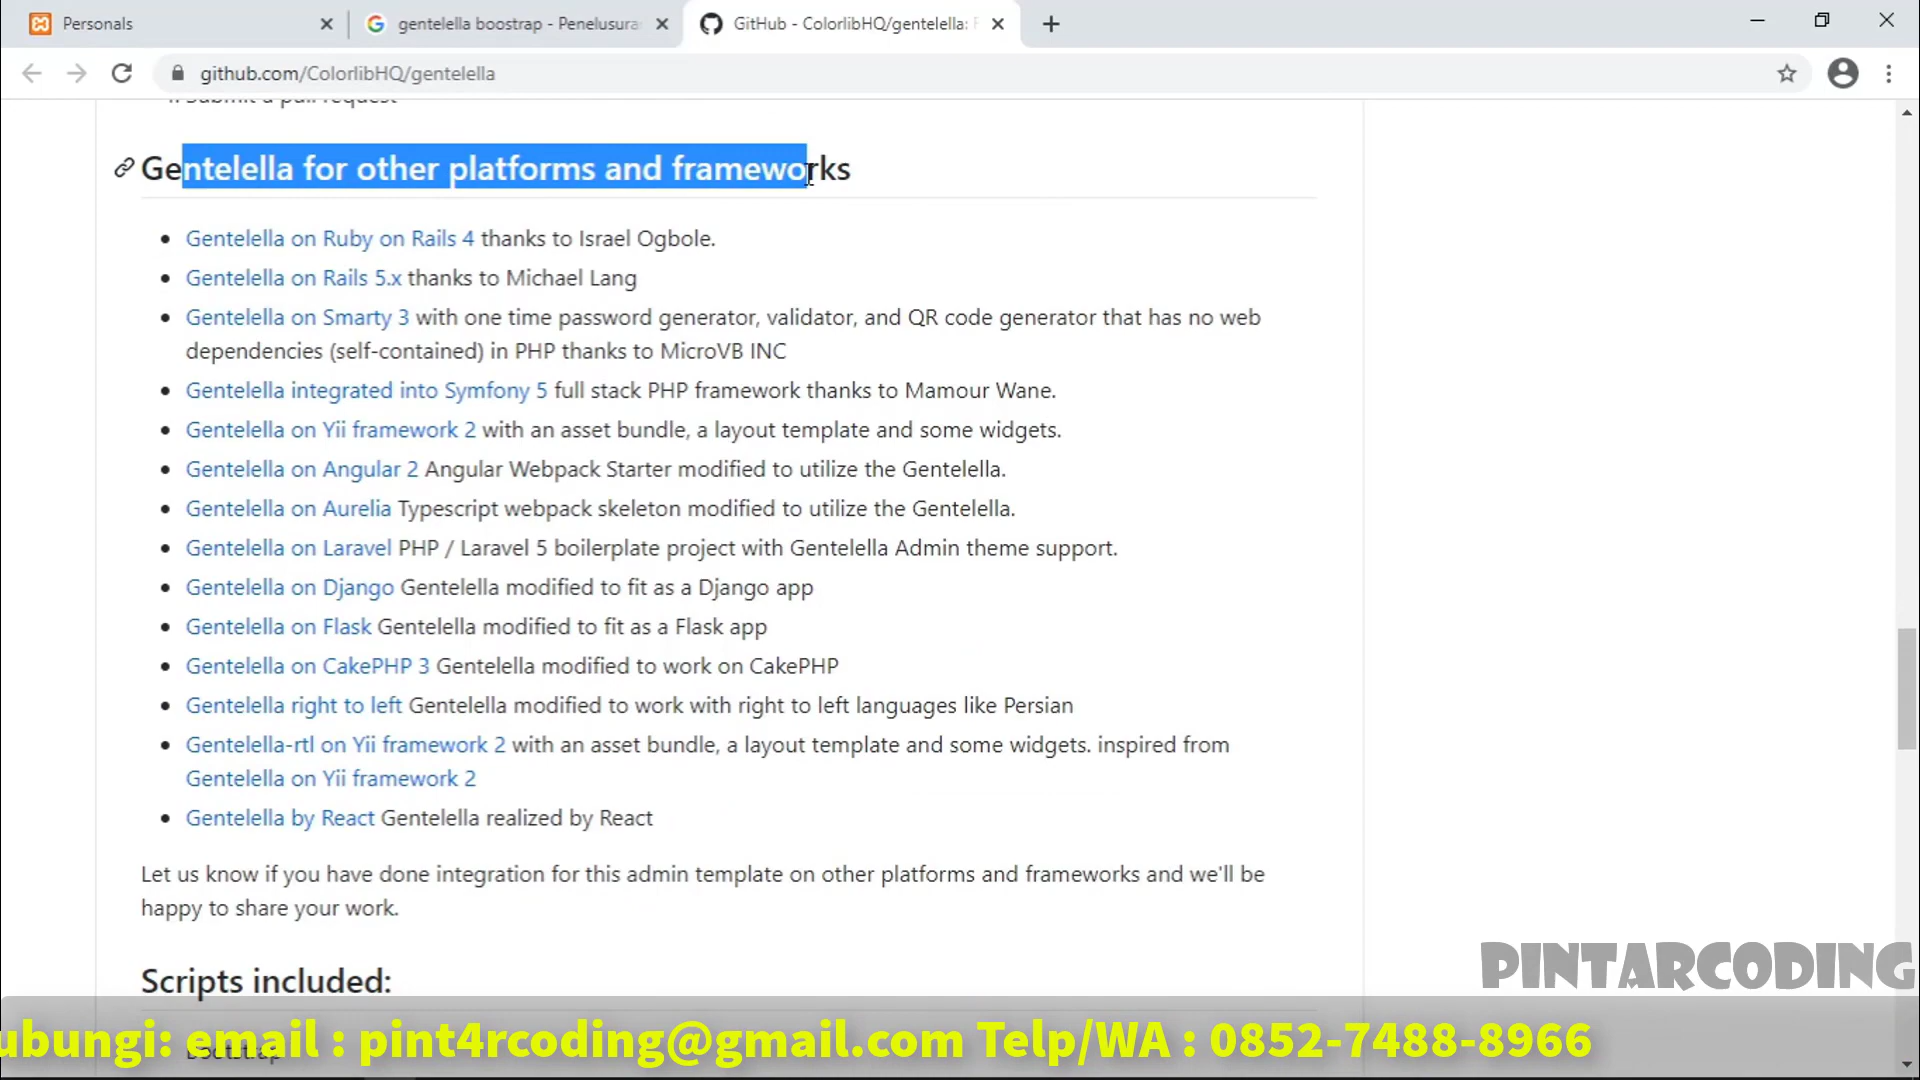 Personals
gentelella boostrap - Penelusura
GitHub - ColorlibHQ/gentelella: F
github.com/ColorlibHQ/gentelella
4. Submit a pull request
Gentelella for other platforms and frameworks
Gentelella on Ruby on Rails 4 thanks to Israel Ogbole.
Gentelella on Rails 5.x thanks to Michael Lang
Gentelella on Smarty 3 with one time password generator, validator, and QR code generator that has no web
dependencies (self-contained) in PHP thanks to MicroVB INC
Gentelella integrated into Symfony 5 full stack PHP framework thanks to Mamour Wane.
Gentelella on Yii framework 2 with an asset bundle, a layout template and some widgets.
Gentelella on Angular 2 Angular Webpack Starter modified to utilize the Gentelella.
Gentelella on Aurelia Typescript webpack skeleton modified to utilize the Gentelella.
Gentelella on Laravel PHP / Laravel 5 boilerplate project with Gentelella Admin theme support.
Gentelella on Django Gentelella modified to fit as a Django app
Gentelella on Flask Gentelella modified to fit as a Flask app
Gentelella on CakePHP 3 Gentelella modified to work on CakePHP
Gentelella right to left Gentelella modified to work with right to left languages like Persian
Gentelella-rtl on Yii framework 2 with an asset bundle, a layout template and some widgets. inspired from
Gentelella on Yii framework 2
Gentelella by React Gentelella realized by React
Let us know if you have done integration for this admin template on other platforms and frameworks and we'll be
happy to share your work.
PINTARCODING
Scripts included:
ubungi: email : pint4rcoding@gmail.com Telp/WA : 0852-7488-8966